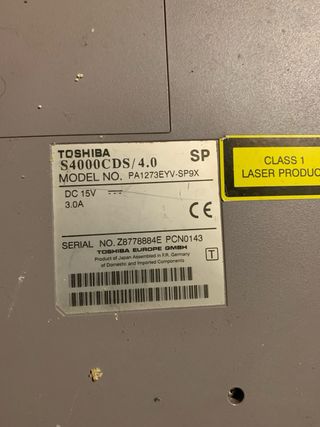 TOSHIBA
S4000CDS/4.0 SP
MODEL NO. PA1273EYV-SP9X
DC 15V
3.0A
CE
SERIAL NO. Z8778884E PCN0143
TOSHIBA EUROPE GMBH
Product of Japan Assembled in F.R. Germany
of Domestic and Imported Components
T
CLASS 1
LASER PRODUC